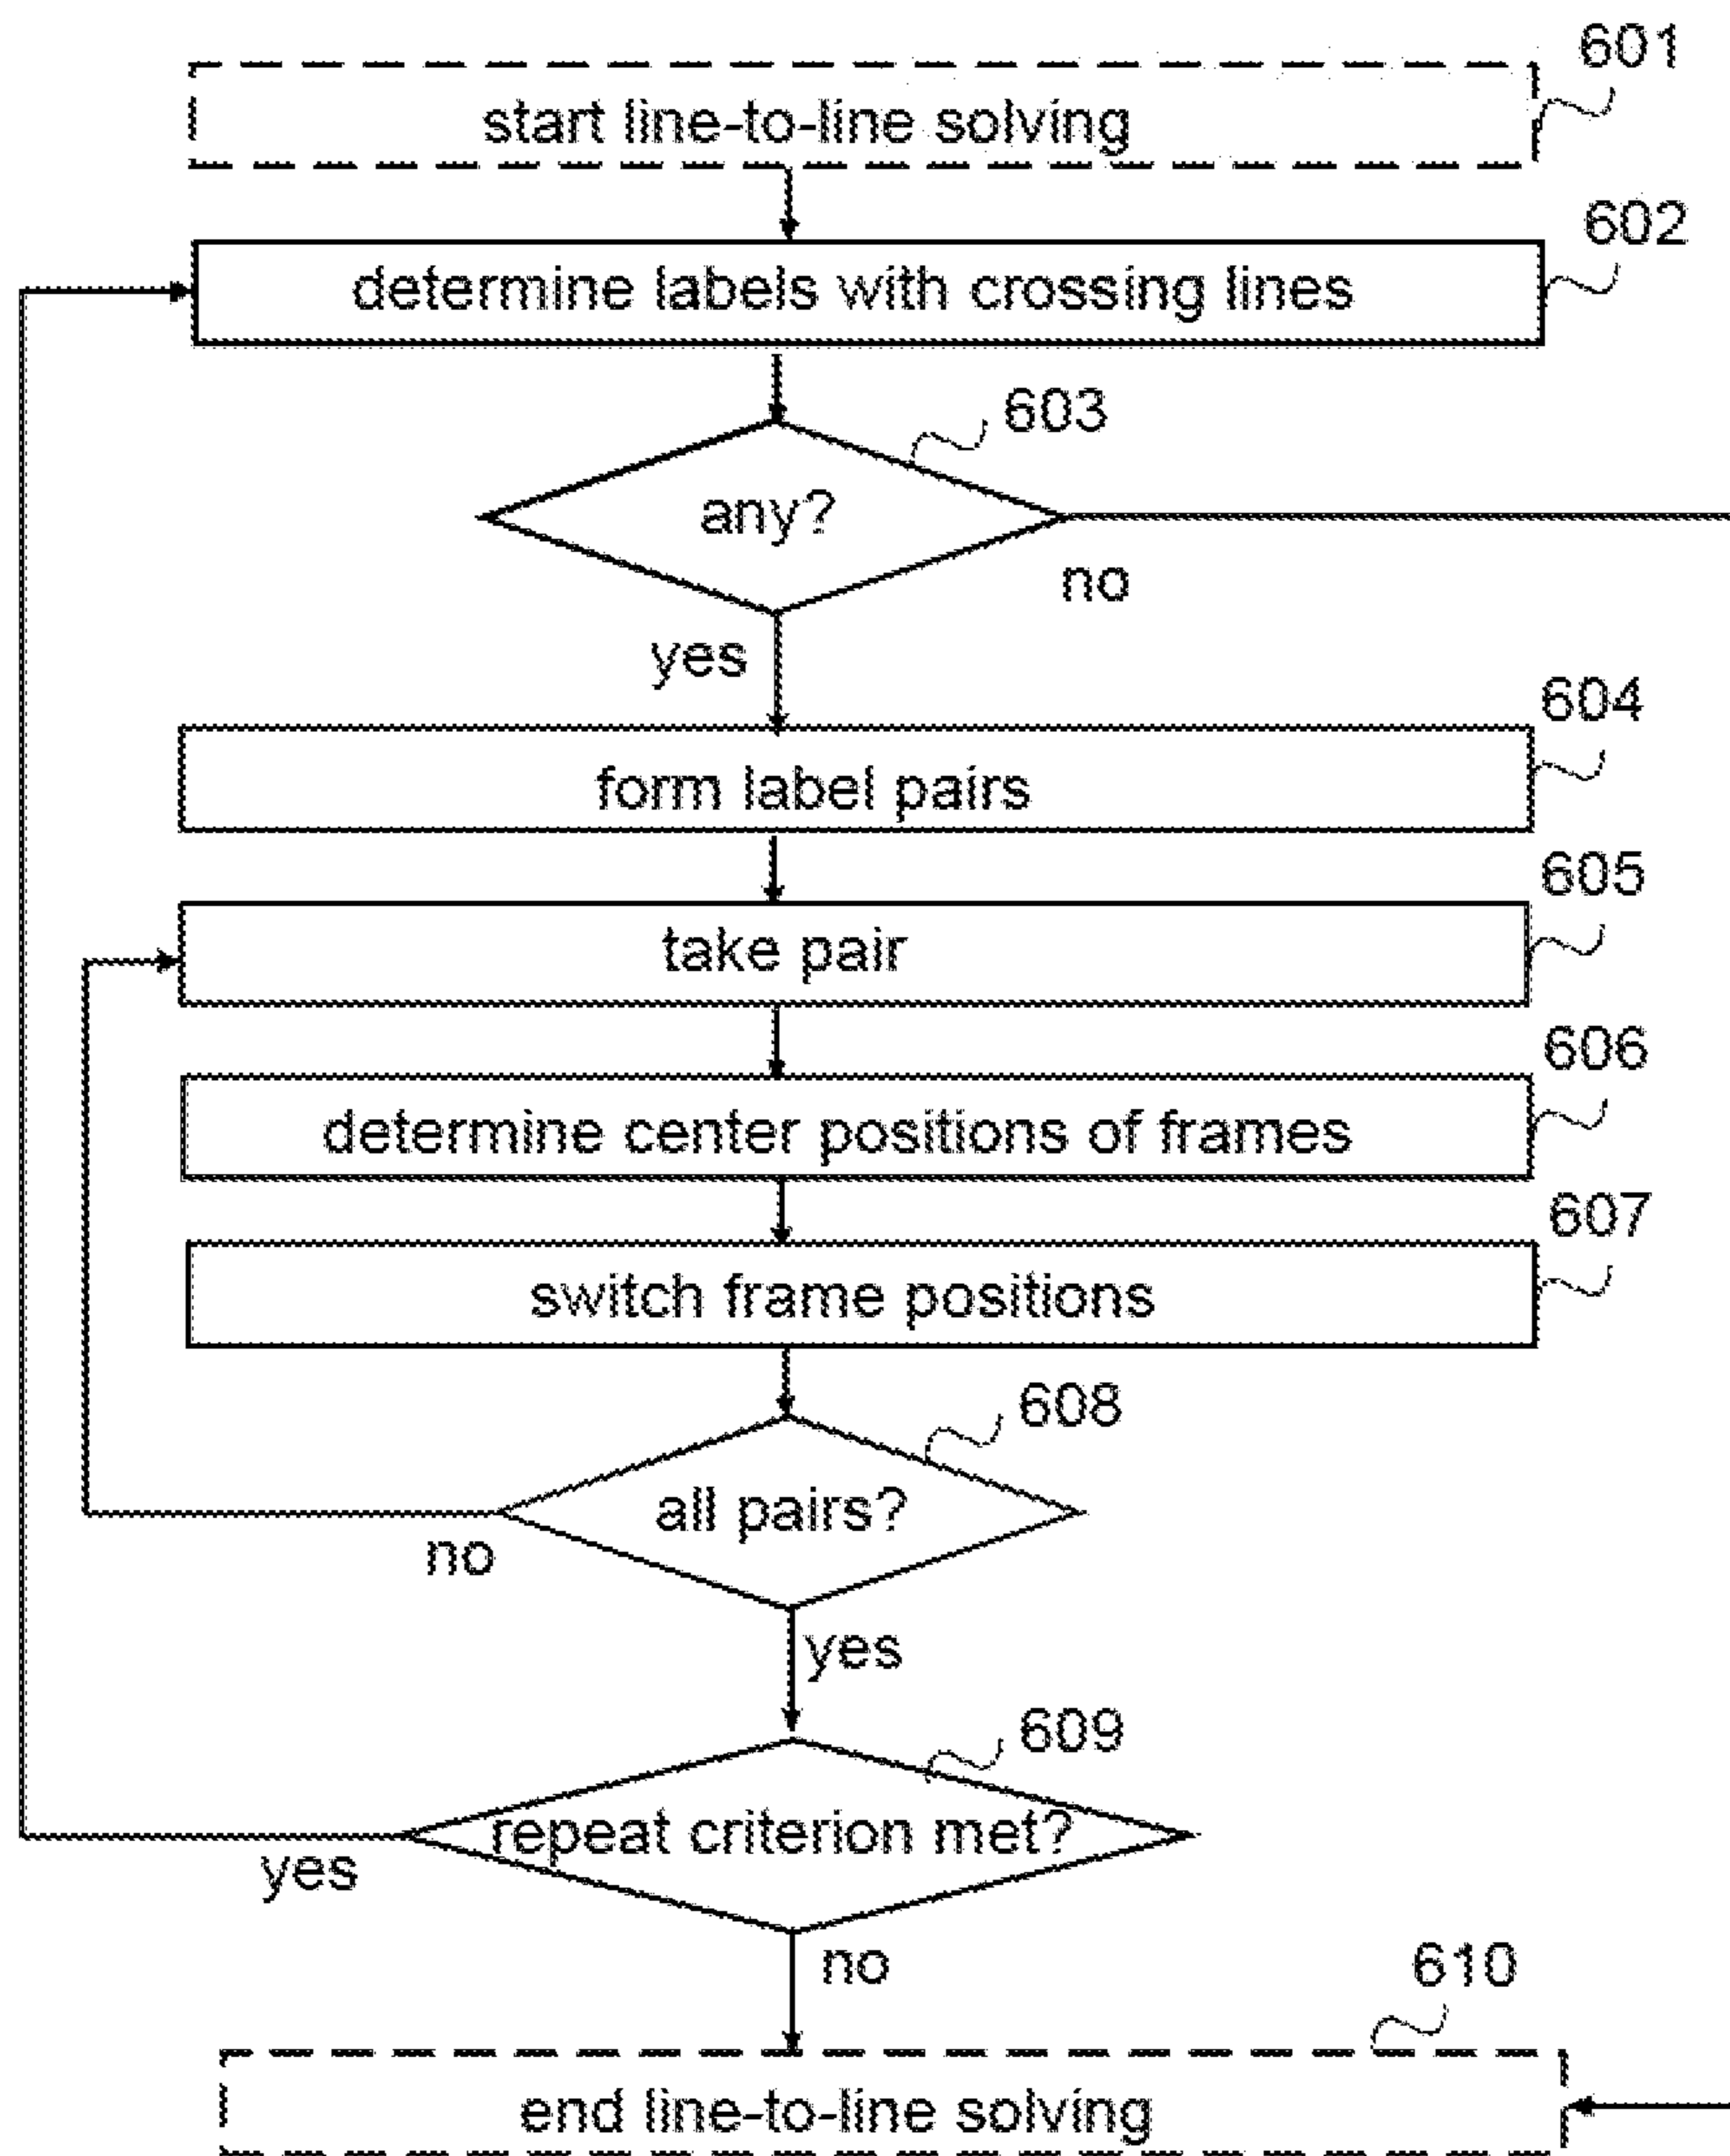 601
start line-to-line solving
602
determine labels with crossing lines
603
any?
no
yes
604
form label pairs
605
take pair
606
determine center positions of frames
607
switch frame positions
608
all pairs?
no
yes
609
repeat criterion met?
yes
no
610
end line-to-line solving